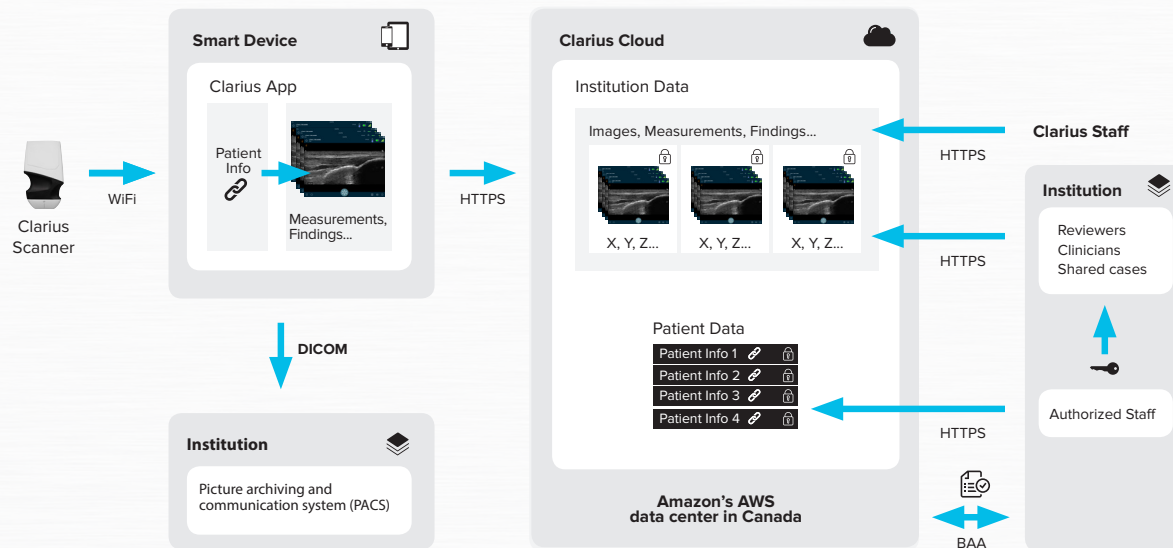 Clarius
Scanner
WiFi
Smart Device
Clarius App
Patient
Info
Measurements,
Findings...
HTTPS
DICOM
Institution
Picture archiving and
communication system (PACS)
Clarius Cloud
Institution Data
Images, Measurements, Findings...
X, Y, Z...
X, Y, Z...
X, Y, Z...
Patient Data
Patient Info 1
Patient Info 2
Patient Info 3
Patient Info 4
Amazon's AWS
data center in Canada
HTTPS
Clarius Staff
HTTPS
HTTPS
BAA
Institution
Reviewers
Clinicians
Shared cases
Authorized Staff